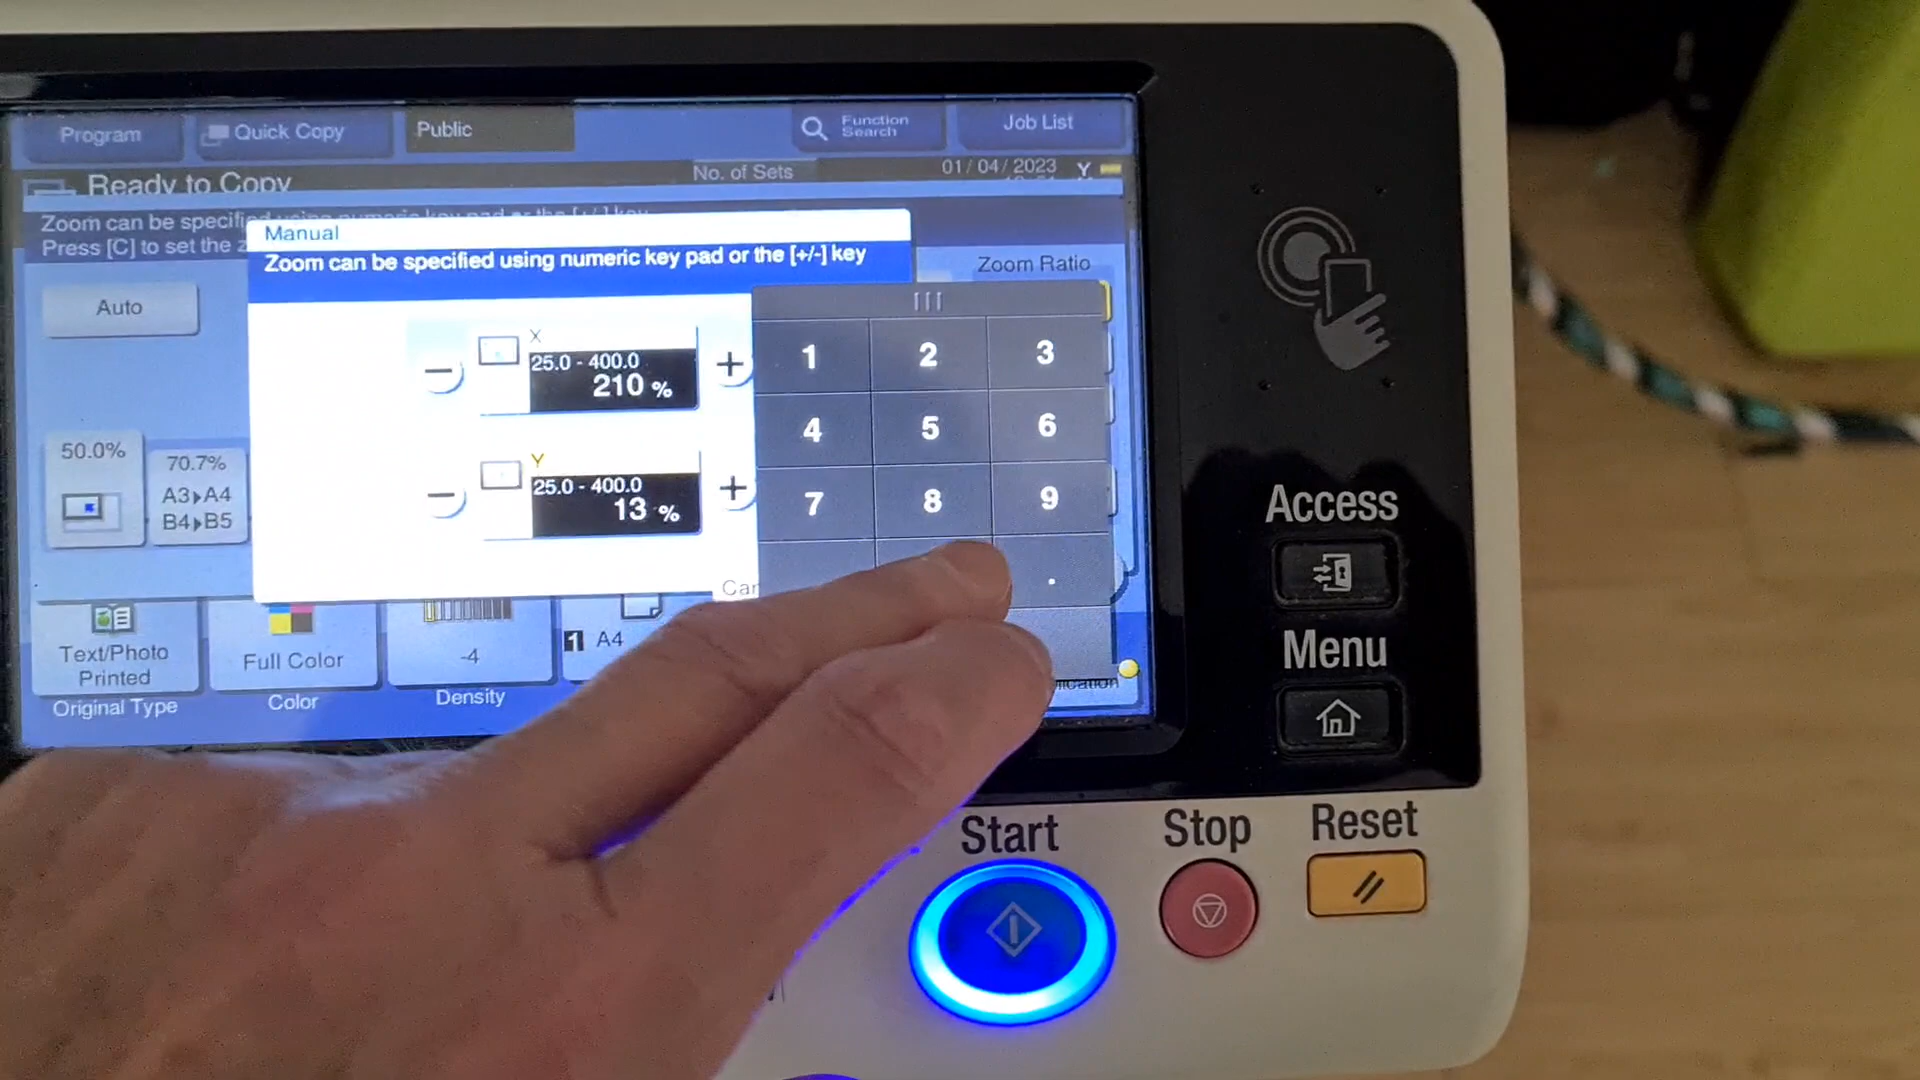 Program
Quick Copy
Public
Function
Search
Job List
Ready to Copy
No. of Sets
01/04/2023
Y
Zoom can be specifi
Press [C] to set the z
Manual
Zoom can be specified using numeric key pad or the [+/-] key
Zoom Ratio
Auto
X
25.0 - 400.0
210 %
− +
Y
25.0 - 400.0
13 %
− +
1 2 3
4 5 6
7 8 9
.
50.0%
70.7%
A3▸A4
B4▸B5
Can
Text/Photo
Printed
Original Type
Full Color
Color
-4
Density
1 A4
Access
Menu
Start
Stop
Reset